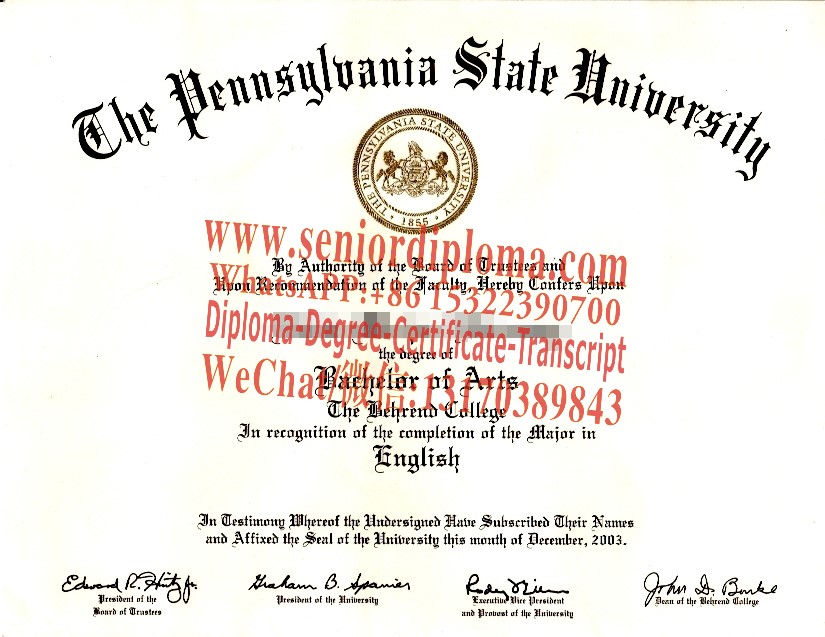 The Pennsylvania State University
THE PENNSYLVANIA STATE UNIVERSITY
1855
www.seniordiploma.com
By Authority of the Board of Trustees and
Upon Recommendation of the Faculty, Hereby Confers Upon
WhatsAPP:+86 15322390700
Diploma-Degree-Certificate-Transcript
the degree of
WeChat/微信:13170389843
Bachelor of Arts
The Behrend College
In recognition of the completion of the Major in
English
In Testimony Whereof the Undersigned Have Subscribed Their Names
and Affixed the Seal of the University this month of December, 2003.
Graham B. Spanier
John D. Burke
President of the
Board of Trustees
President of the University
Executive Vice President
and Provost of the University
Dean of the Behrend College